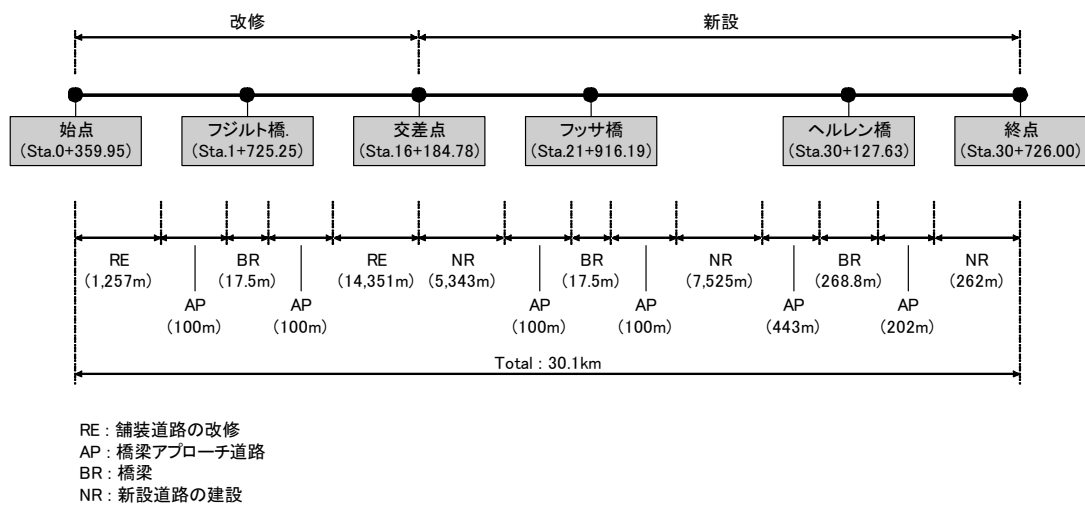 改修
新設
始点
(Sta.0+359.95)
フジルト橋.
(Sta.1+725.25)
交差点
(Sta.16+184.78)
フッサ橋
(Sta.21+916.19)
ヘルレン橋
(Sta.30+127.63)
終点
(Sta.30+726.00)
RE
(1,257m)
AP
(100m)
BR
(17.5m)
AP
(100m)
RE
(14,351m)
NR
(5,343m)
AP
(100m)
BR
(17.5m)
AP
(100m)
NR
(7,525m)
AP
(443m)
BR
(268.8m)
AP
(202m)
NR
(262m)
Total : 30.1km
RE : 舗装道路の改修
AP : 橋梁アプローチ道路
BR : 橋梁
NR : 新設道路の建設